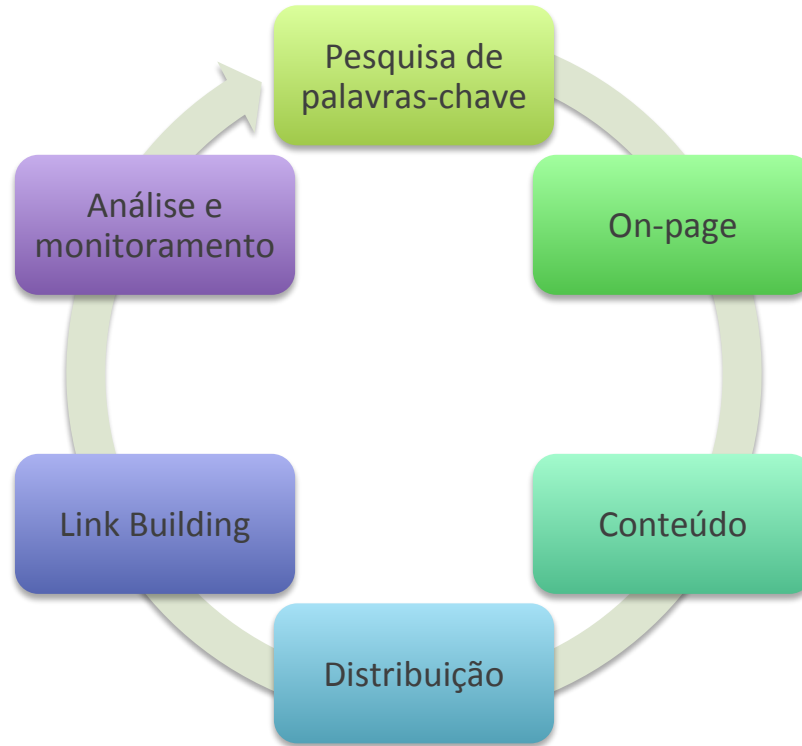 Pesquisa de
palavras-chave
On-page
Conteúdo
Distribuição
Link Building
Análise e
monitoramento